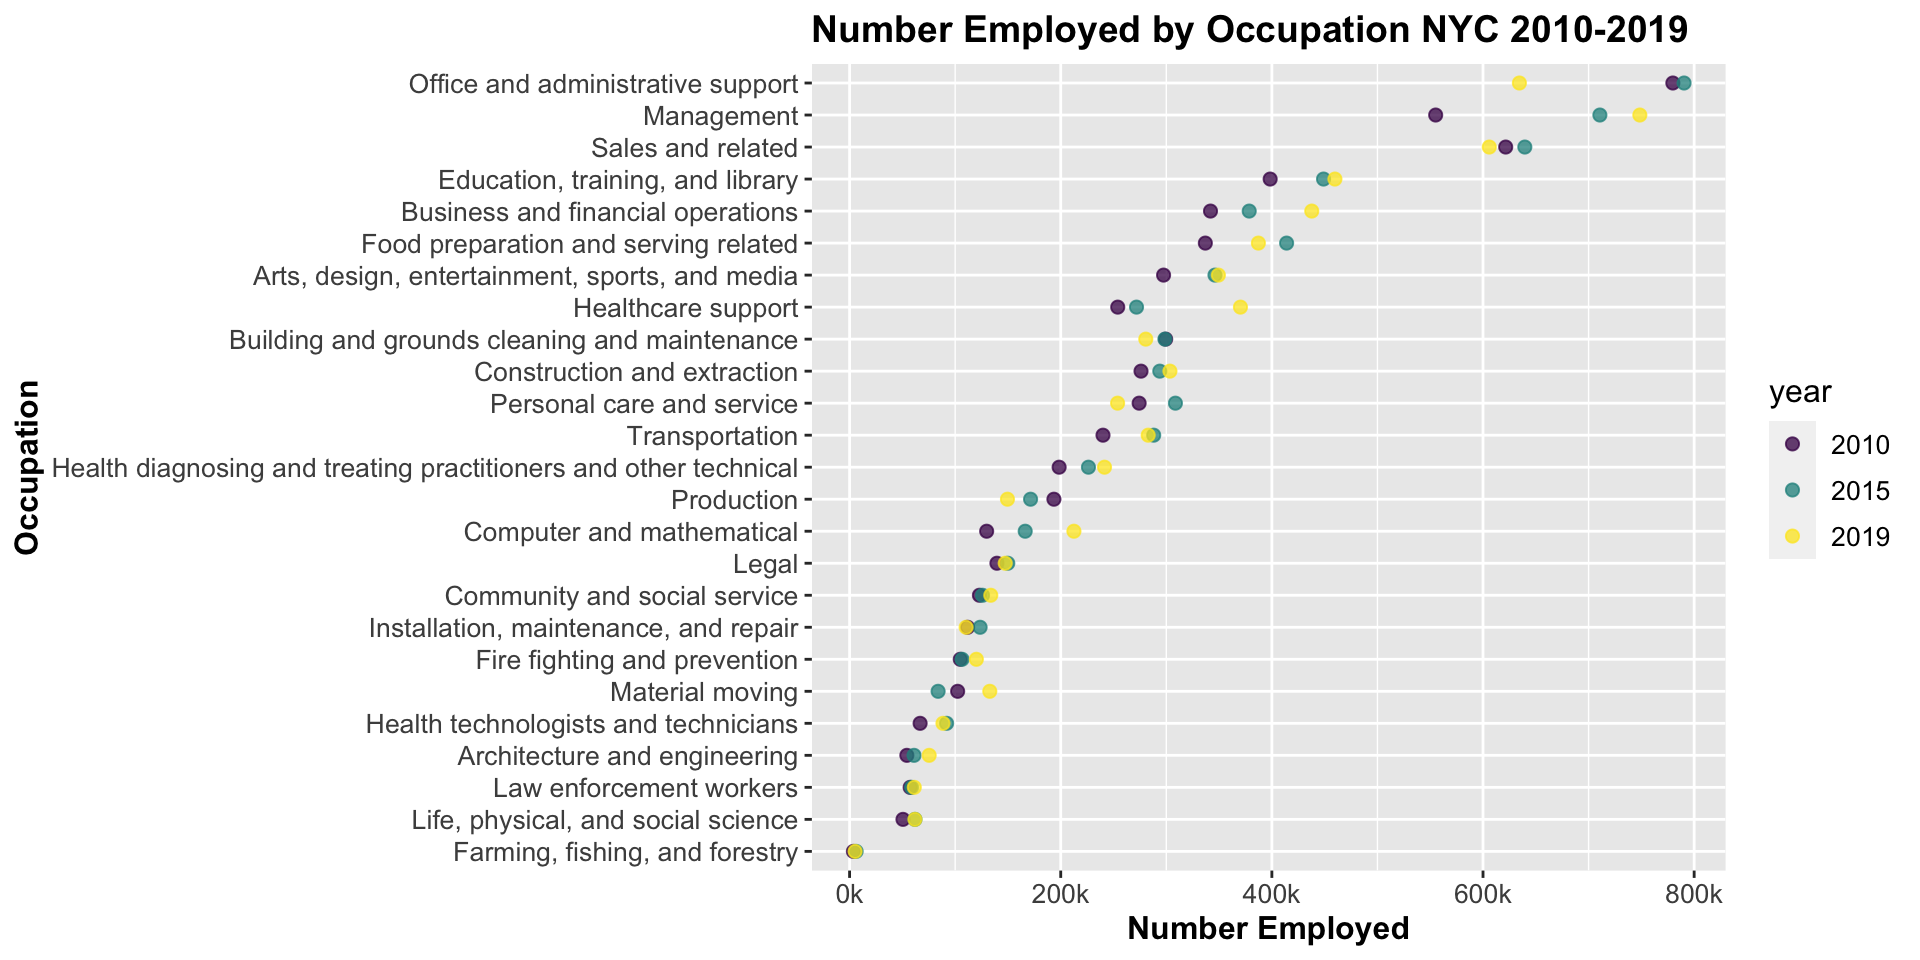 Number Employed by Occupation NYC 2010-2019
Office and administrative support
Management
Sales and related
Education, training, and library
Business and financial operations
Food preparation and serving related
Arts, design, entertainment, sports, and media
Healthcare support
Building and grounds cleaning and maintenance
Construction and extraction
Personal care and service
Transportation
Health diagnosing and treating practitioners and other technical
Production
Computer and mathematical
Legal
Community and social service
Installation, maintenance, and repair
Fire fighting and prevention
Material moving
Health technologists and technicians
Architecture and engineering
Law enforcement workers
Life, physical, and social science
Farming, fishing, and forestry
Occupation
0k 200k 400k 600k 800k
Number Employed
year
2010
2015
2019